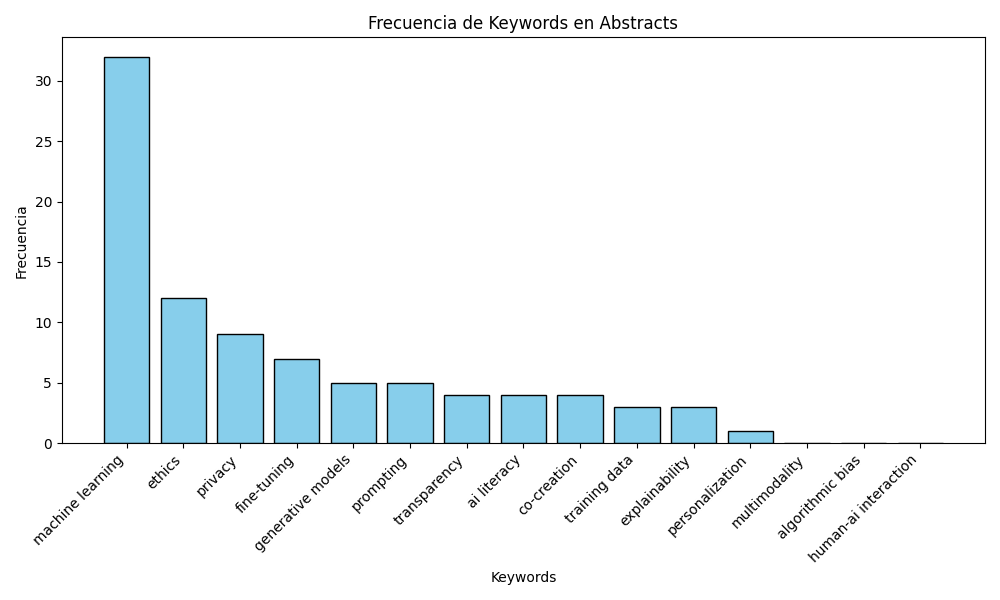 Frecuencia de Keywords en Abstracts
Frecuencia
30
25
20
15
10
5
0
machine learning
ethics
privacy
fine-tuning
generative models
prompting
transparency
ai literacy
co-creation
training data
explainability
personalization
multimodality
algorithmic bias
human-ai interaction
Keywords